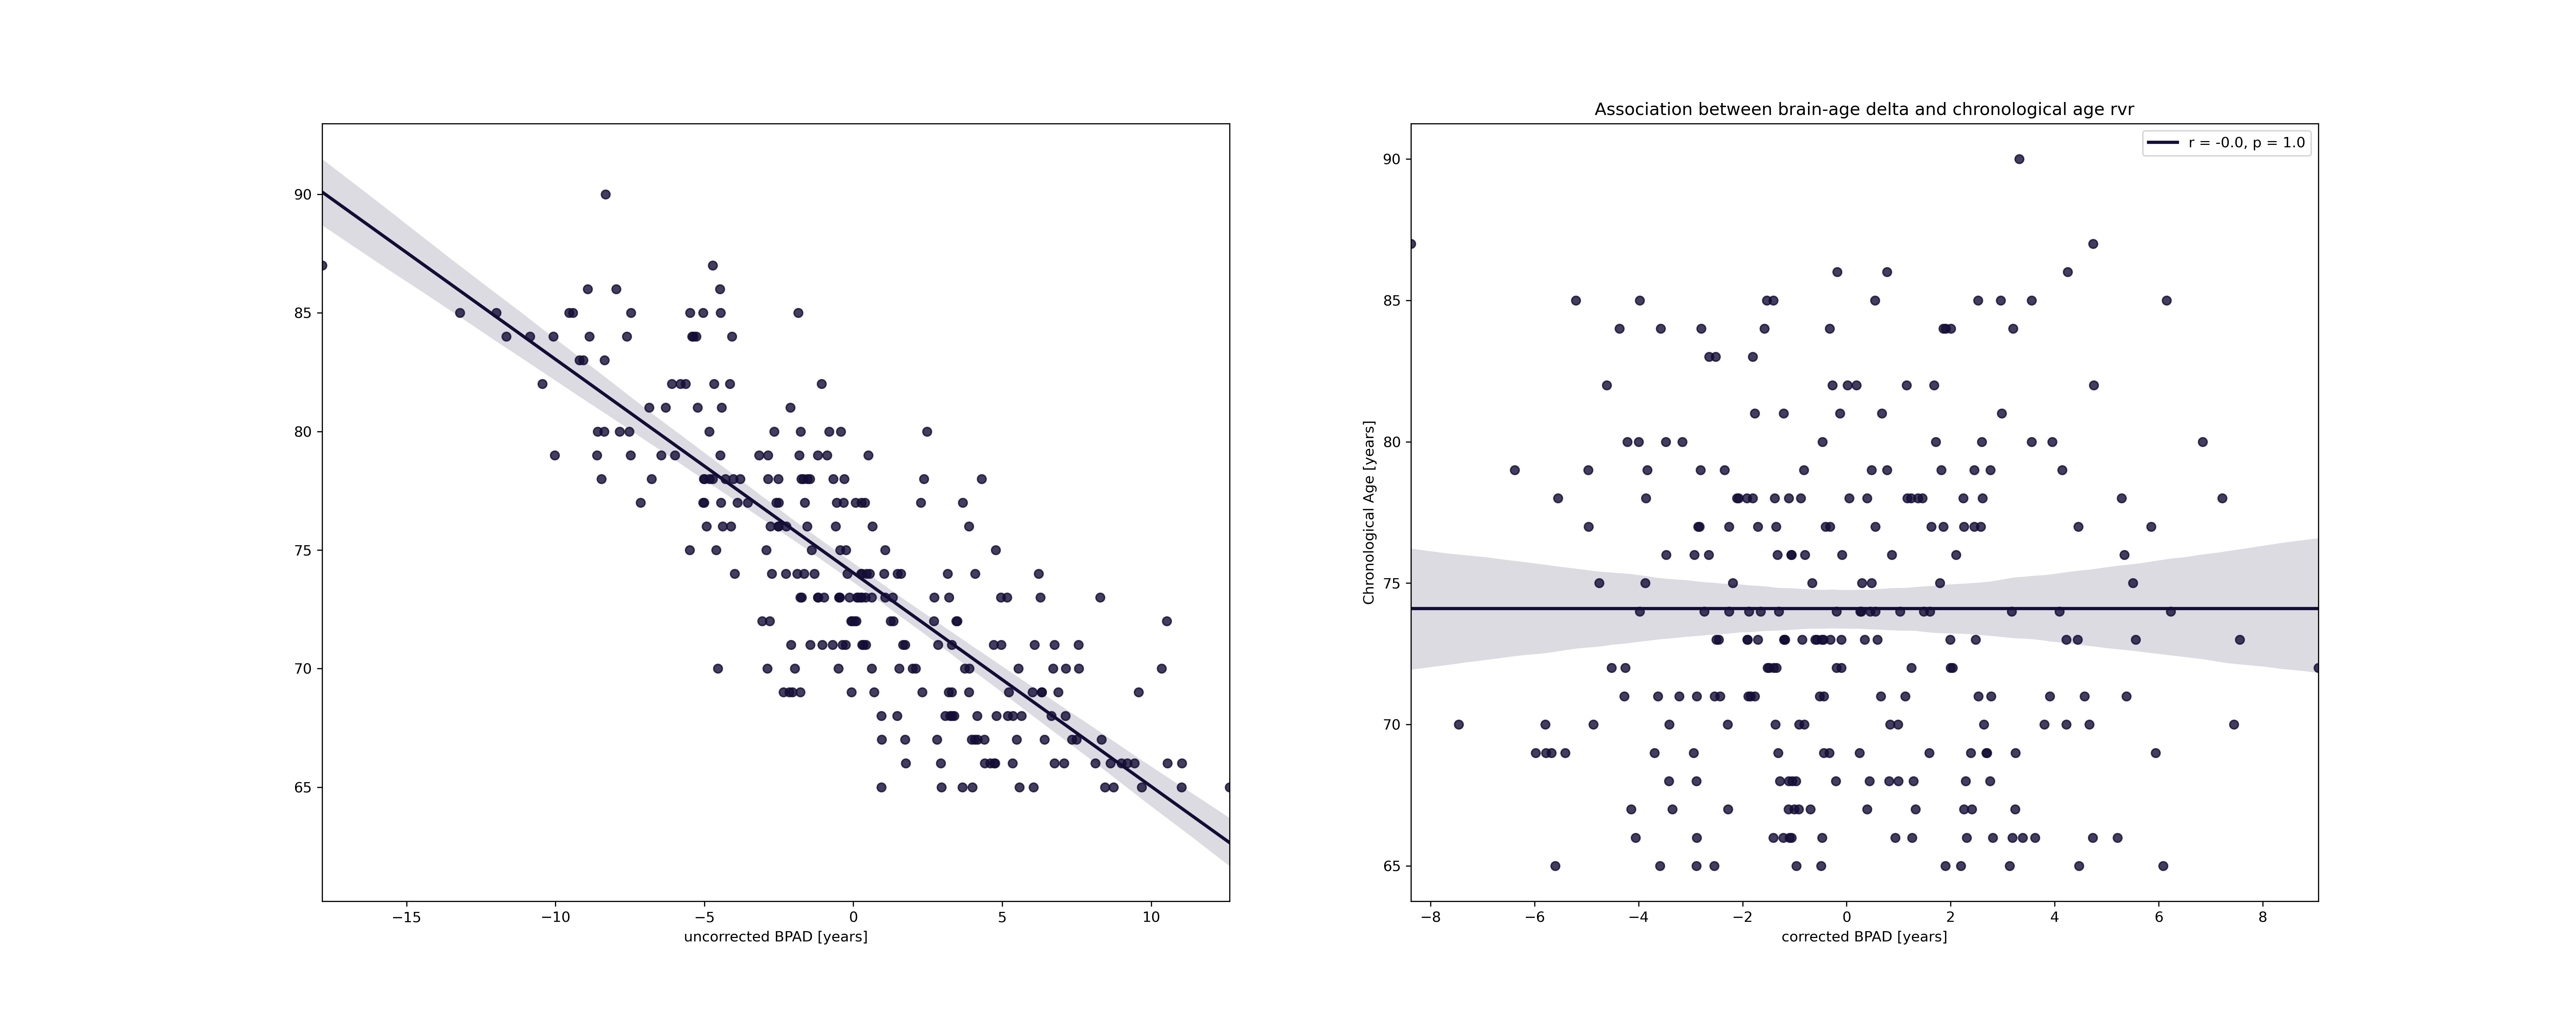 90
85
80
75
70
65
−15 −10 −5 0 5 10
uncorrected BPAD [years]
Association between brain-age delta and chronological age rvr
r = -0.0, p = 1.0
Chronological Age [years]
90
85
80
75
70
65
−8 −6 −4 −2 0 2 4 6 8
corrected BPAD [years]